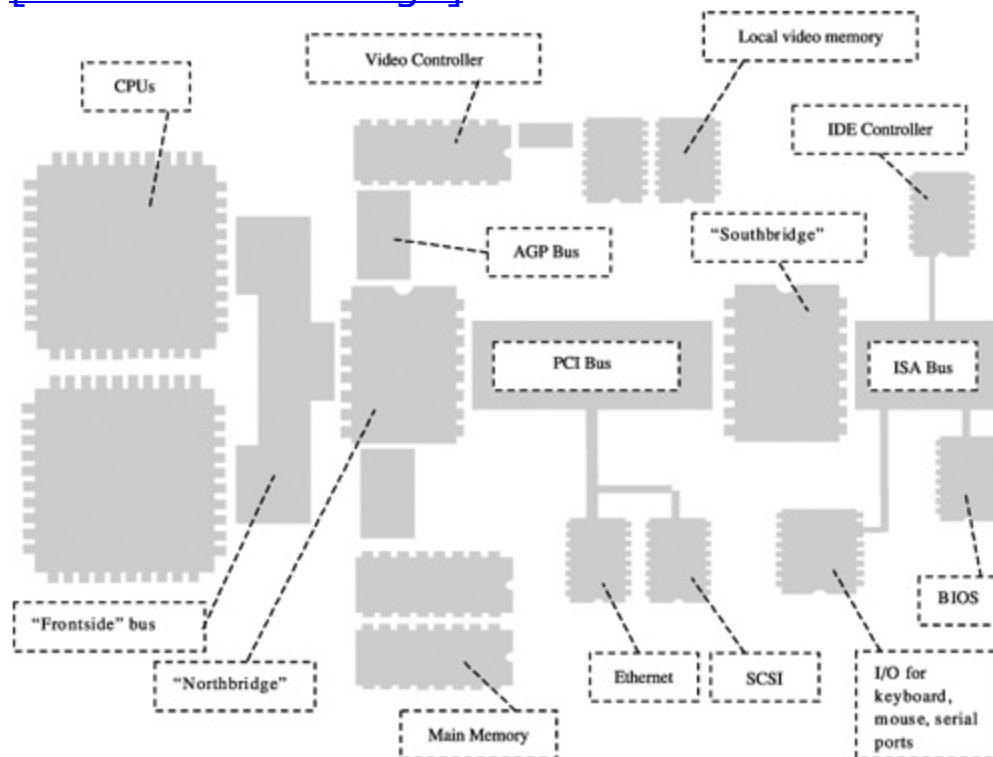 Video Controller
Local video memory
CPUs
IDE Controller
"Southbridge"
AGP Bus
PCI Bus
ISA Bus
BIOS
"Frontside" bus
"Northbridge"
Ethernet
SCSI
I/O for
keyboard,
mouse, serial
ports
Main Memory